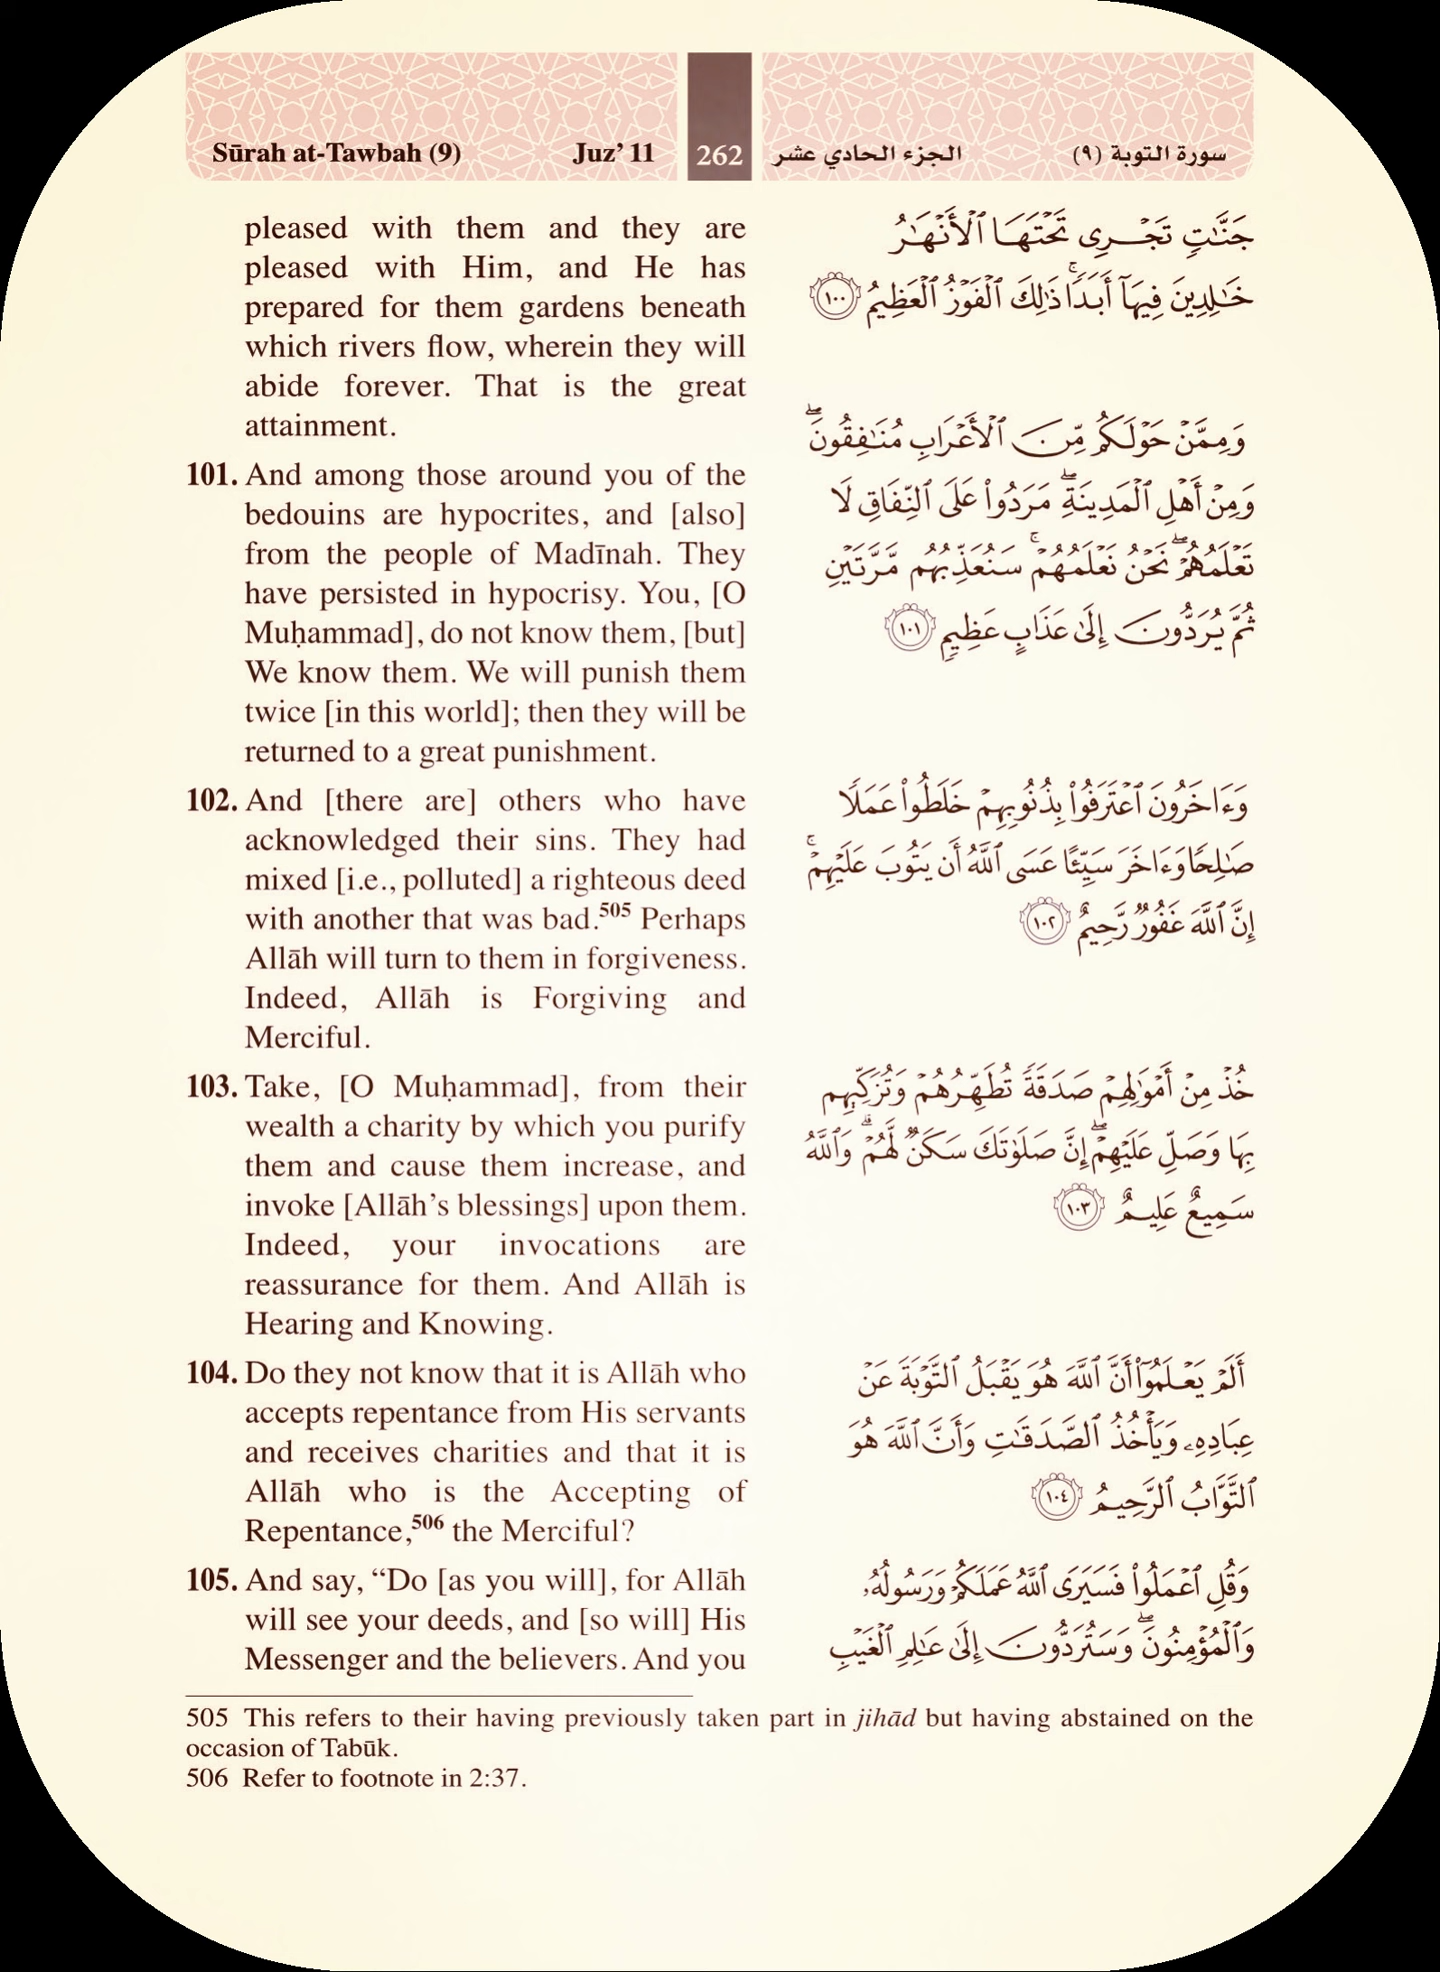 Sūrah at-Tawbah (9) Juz’ 11 262 الجزء الحادي عشر سورة التوبة (٩)
pleased with them and they are
pleased with Him, and He has
prepared for them gardens beneath
which rivers flow, wherein they will
abide forever. That is the great
attainment.
101. And among those around you of the
bedouins are hypocrites, and [also]
from the people of Madīnah. They
have persisted in hypocrisy. You, [O
Muḥammad], do not know them, [but]
We know them. We will punish them
twice [in this world]; then they will be
returned to a great punishment.
102. And [there are] others who have
acknowledged their sins. They had
mixed [i.e., polluted] a righteous deed
with another that was bad.505 Perhaps
Allāh will turn to them in forgiveness.
Indeed, Allāh is Forgiving and
Merciful.
103. Take, [O Muḥammad], from their
wealth a charity by which you purify
them and cause them increase, and
invoke [Allāh’s blessings] upon them.
Indeed, your invocations are
reassurance for them. And Allāh is
Hearing and Knowing.
104. Do they not know that it is Allāh who
accepts repentance from His servants
and receives charities and that it is
Allāh who is the Accepting of
Repentance,506 the Merciful?
105. And say, “Do [as you will], for Allāh
will see your deeds, and [so will] His
Messenger and the believers. And you
جَنَّٰتٍ تَجْرِى تَحْتَهَا ٱلْأَنْهَٰرُ
خَٰلِدِينَ فِيهَآ أَبَدًا ۚ ذَٰلِكَ ٱلْفَوْزُ ٱلْعَظِيمُ ١٠٠
وَمِمَّنْ حَوْلَكُم مِّنَ ٱلْأَعْرَابِ مُنَٰفِقُونَ ۖ
وَمِنْ أَهْلِ ٱلْمَدِينَةِ ۖ مَرَدُوا۟ عَلَى ٱلنِّفَاقِ لَا
تَعْلَمُهُمْ ۖ نَحْنُ نَعْلَمُهُمْ ۚ سَنُعَذِّبُهُم مَّرَّتَيْنِ
ثُمَّ يُرَدُّونَ إِلَىٰ عَذَابٍ عَظِيمٍ ١٠١
وَءَاخَرُونَ ٱعْتَرَفُوا۟ بِذُنُوبِهِمْ خَلَطُوا۟ عَمَلًا
صَٰلِحًا وَءَاخَرَ سَيِّئًا عَسَى ٱللَّهُ أَن يَتُوبَ عَلَيْهِمْ ۚ
إِنَّ ٱللَّهَ غَفُورٌ رَّحِيمٌ ١٠٢
خُذْ مِنْ أَمْوَٰلِهِمْ صَدَقَةً تُطَهِّرُهُمْ وَتُزَكِّيهِم
بِهَا وَصَلِّ عَلَيْهِمْ ۖ إِنَّ صَلَوٰتَكَ سَكَنٌ لَّهُمْ ۗ وَٱللَّهُ
سَمِيعٌ عَلِيمٌ ١٠٣
أَلَمْ يَعْلَمُوٓا۟ أَنَّ ٱللَّهَ هُوَ يَقْبَلُ ٱلتَّوْبَةَ عَنْ
عِبَادِهِۦ وَيَأْخُذُ ٱلصَّدَقَٰتِ وَأَنَّ ٱللَّهَ هُوَ
ٱلتَّوَّابُ ٱلرَّحِيمُ ١٠٤
وَقُلِ ٱعْمَلُوا۟ فَسَيَرَى ٱللَّهُ عَمَلَكُمْ وَرَسُولُهُۥ
وَٱلْمُؤْمِنُونَ ۖ وَسَتُرَدُّونَ إِلَىٰ عَٰلِمِ ٱلْغَيْبِ
505 This refers to their having previously taken part in jihād but having abstained on the
occasion of Tabūk.
506 Refer to footnote in 2:37.